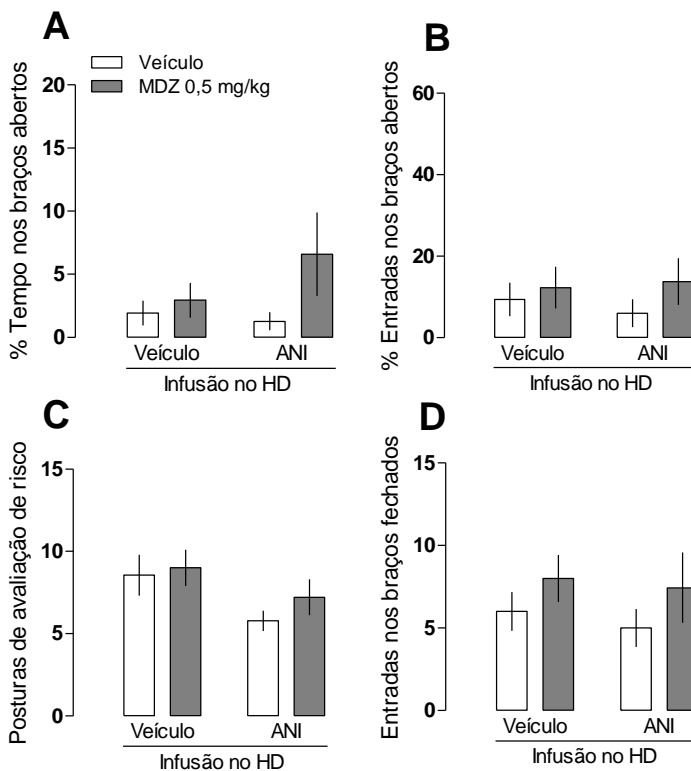 A
Veículo
MDZ 0,5 mg/kg
% Tempo nos braços abertos
20
15
10
5
0
Veículo
ANI
Infusão no HD
B
% Entradas nos braços abertos
60
40
20
0
Veículo
ANI
Infusão no HD
C
Posturas de avaliação de risco
15
10
5
0
Veículo
ANI
Infusão no HD
D
Entradas nos braços fechados
15
10
5
0
Veículo
ANI
Infusão no HD